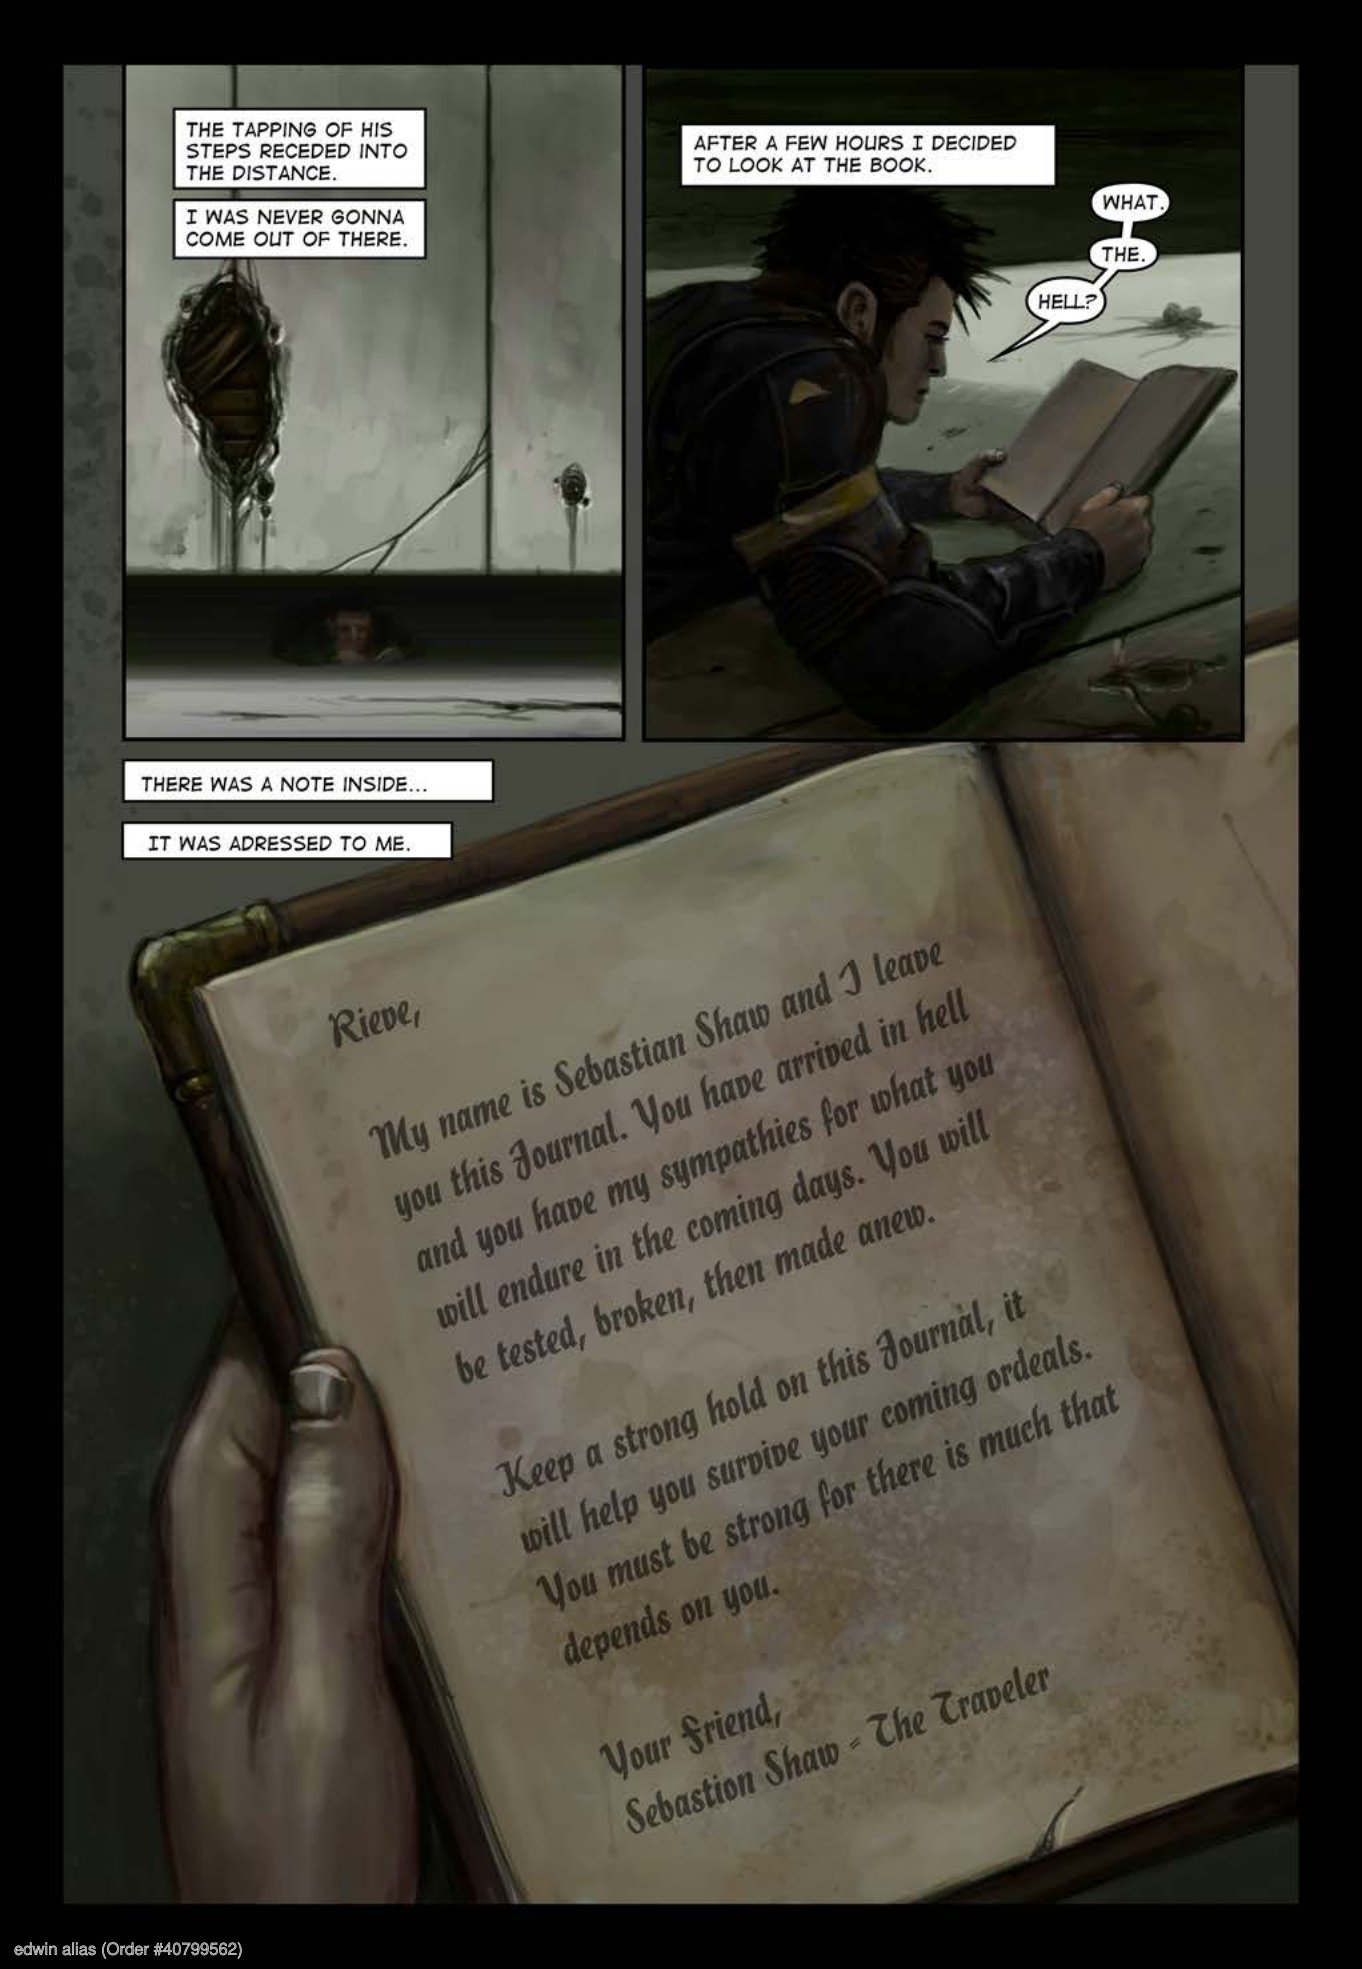 THE TAPPING OF HIS
STEPS RECEDED INTO
THE DISTANCE.
I WAS NEVER GONNA
COME OUT OF THERE.
AFTER A FEW HOURS I DECIDED
TO LOOK AT THE BOOK.
WHAT.
THE.
HELL?
THERE WAS A NOTE INSIDE...
IT WAS ADRESSED TO ME.
Rieve,
My name is Sebastian Shaw and I leave
you this Journal. You have arrived in hell
and you have my sympathies for what you
will endure in the coming days. You will
be tested, broken, then made anew.
Keep a strong hold on this Journal, it
will help you survive your coming ordeals.
You must be strong for there is much that
depends on you.
Your Friend,
Sebastion Shaw - The Traveler
edwin alias (Order #40799562)